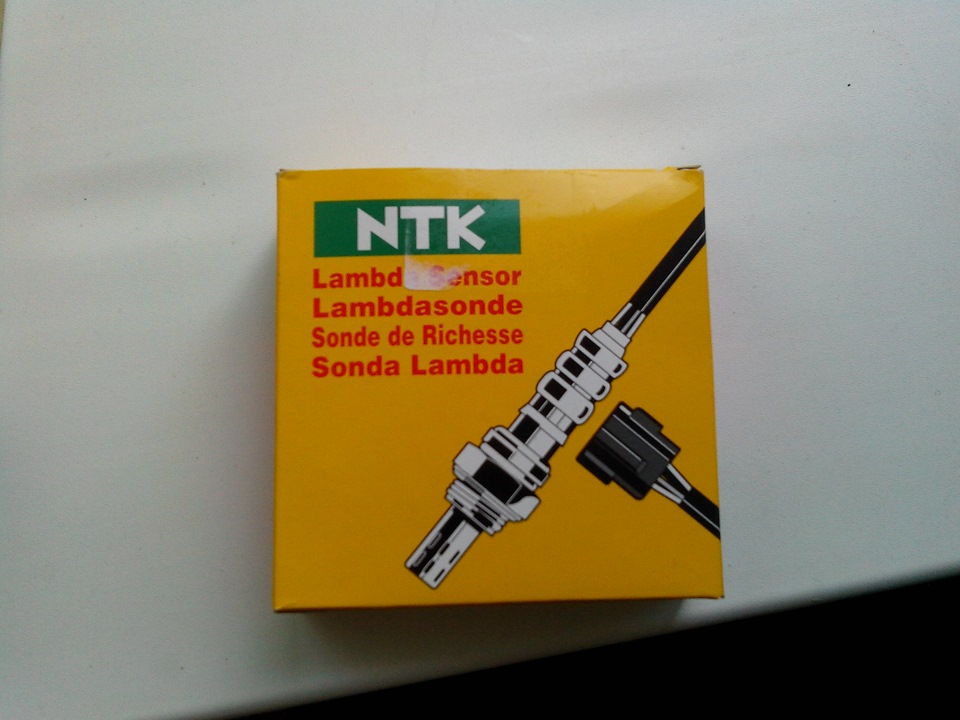 NTK
Lambd Sensor
Lambdasonde
Sonde de Richesse
Sonda Lambda